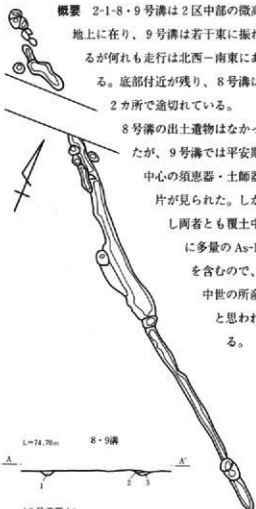 概要 2-1-8・9号溝は2区中部の微高
地上に在り、9号溝は若干東に振れ
るが何れも走行は北西－南東にあ
る。底部付近が残り、8号溝は
2カ所で途切れている。
8号溝の出土遺物はなかっ
たが、9号溝では平安期
中心の須恵器・土師器
片が見られた。しか
し両者とも覆土中
に多量のAs-
を含むので、
中世の所産
と思われ
る。
L=74.70m
8・9溝
A
A'
1
2
3